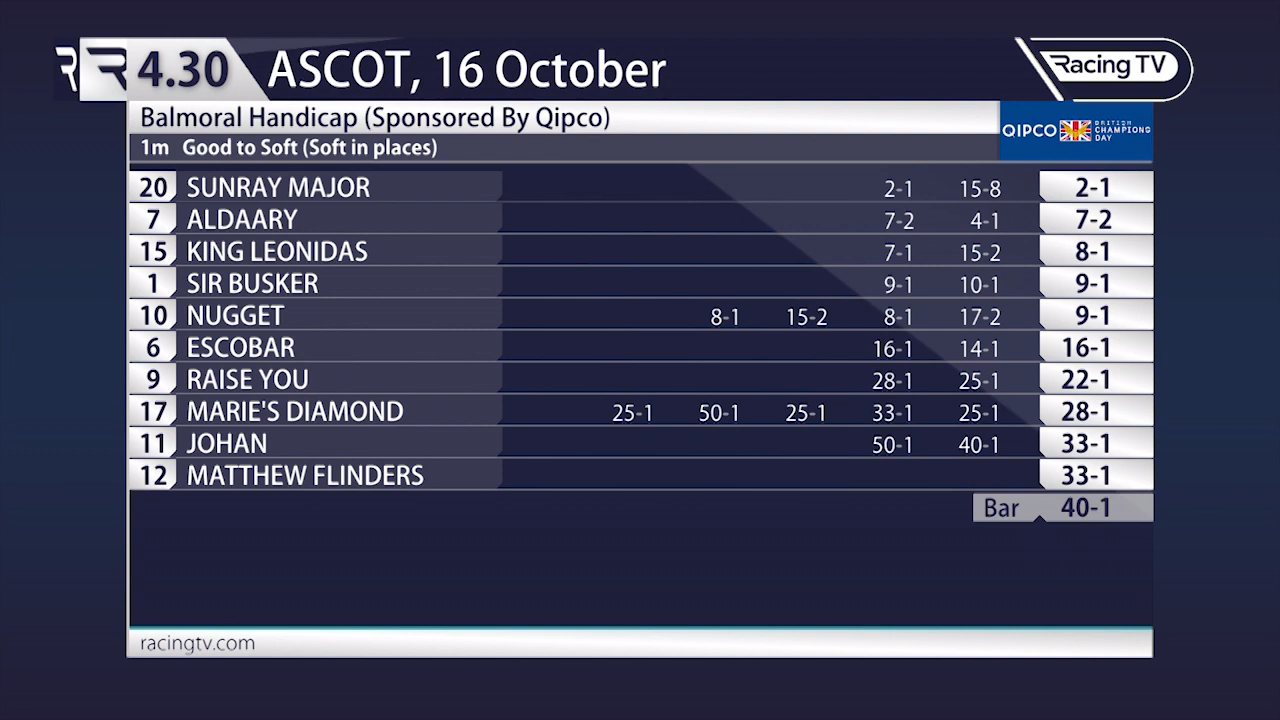 4.30 ASCOT, 16 October
Racing TV
Balmoral Handicap (Sponsored By Qipco)
QIPCO BRITISH CHAMPIONS DAY
1m Good to Soft (Soft in places)
20 SUNRAY MAJOR 2-1 15-8 2-1
7 ALDAARY 7-2 4-1 7-2
15 KING LEONIDAS 7-1 15-2 8-1
1 SIR BUSKER 9-1 10-1 9-1
10 NUGGET 8-1 15-2 8-1 17-2 9-1
6 ESCOBAR 16-1 14-1 16-1
9 RAISE YOU 28-1 25-1 22-1
17 MARIE'S DIAMOND 25-1 50-1 25-1 33-1 25-1 28-1
11 JOHAN 50-1 40-1 33-1
12 MATTHEW FLINDERS 33-1
Bar 40-1
racingtv.com